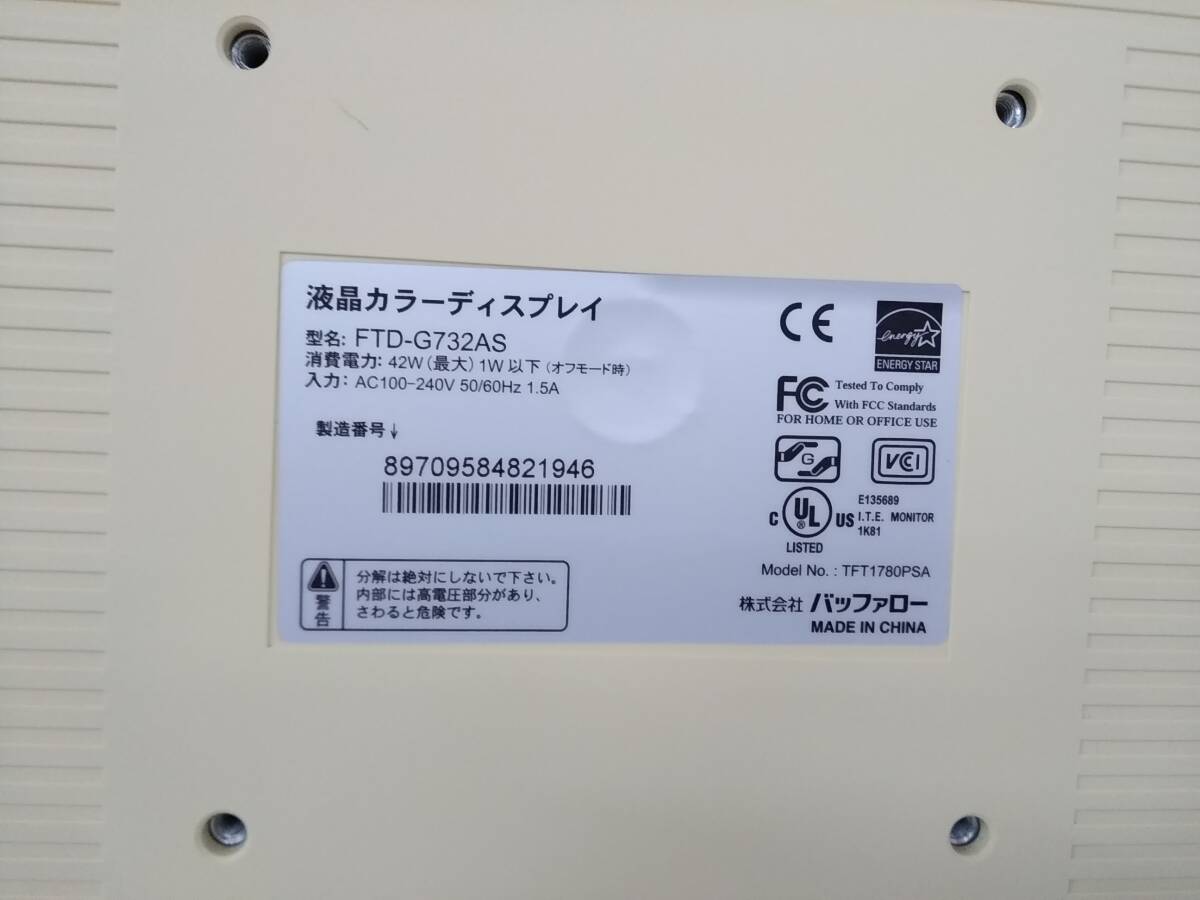 液晶カラーディスプレイ
型名: FTD-G732AS
消費電力: 42W(最大) 1W 以下 (オフモード時)
入力: AC100-240V 50/60Hz 1.5A
製造番号↓
89709584821946
警告
分解は絶対にしないで下さい。
内部には高電圧部分があり、
さわると危険です。
CE
energy
ENERGY STAR
FC
Tested To Comply
With FCC Standards
FOR HOME OR OFFICE USE
G
VCCI
C UL® US LISTED
E135689
I.T.E. MONITOR
1K81
Model No. : TFT1780PSA
株式会社 バッファロー
MADE IN CHINA